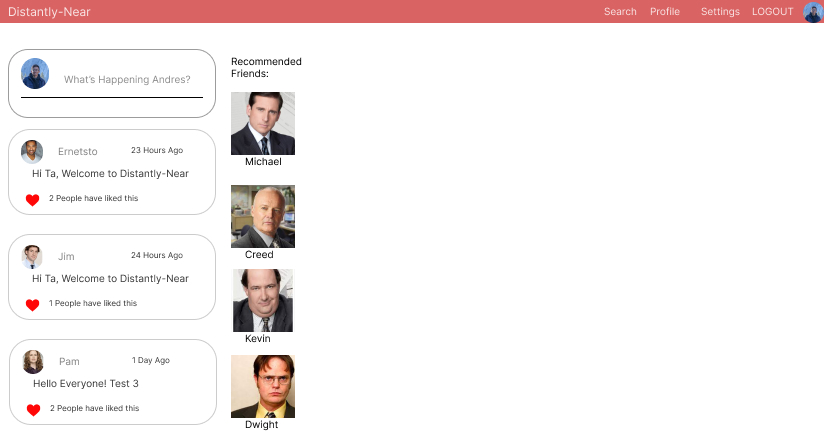 Distantly-Near
Search
Profile
Settings
LOGOUT
What's Happening Andres?
Ernetsto
23 Hours Ago
Hi Ta, Welcome to Distantly-Near
2 People have liked this
Jim
24 Hours Ago
Hi Ta, Welcome to Distantly-Near
1 People have liked this
Pam
1 Day Ago
Hello Everyone! Test 3
2 People have liked this
Recommended
Friends:
Michael
Creed
Kevin
Dwight